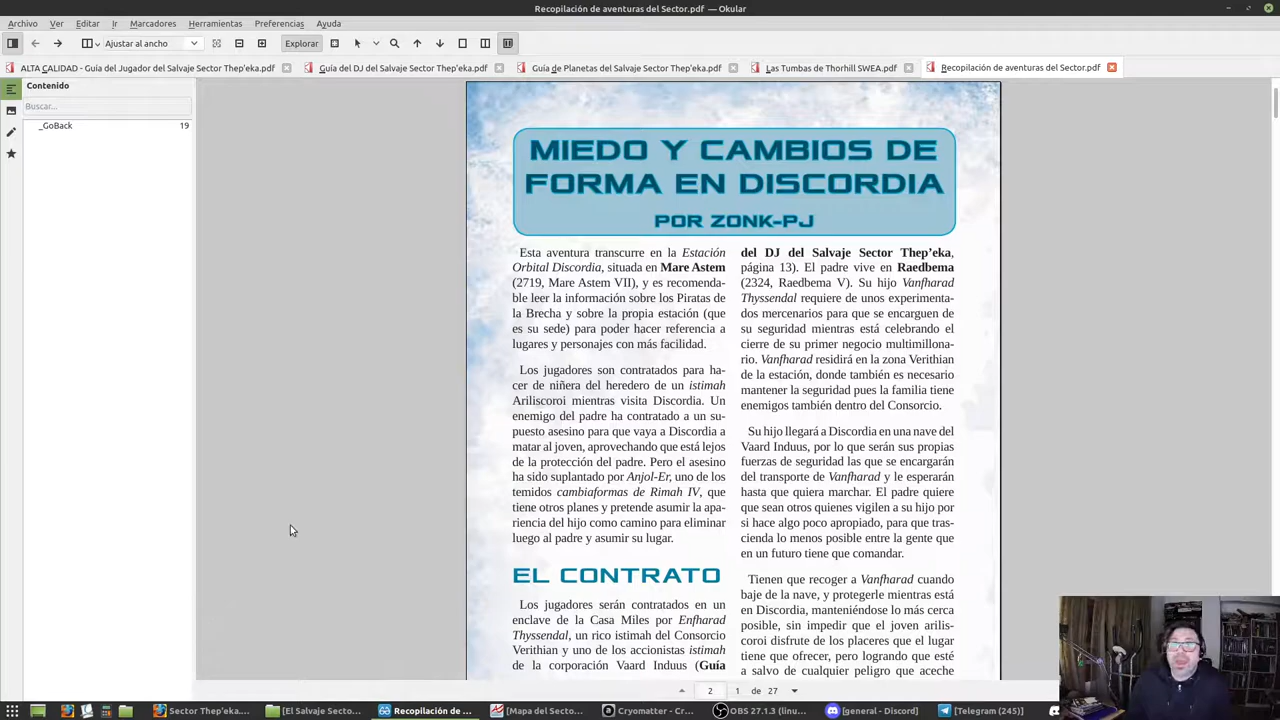 Recopilación de aventuras del Sector.pdf — Okular
Archivo Ver Editar Ir Marcadores Herramientas Preferencias Ayuda
Ajustar al ancho Explorar
ALTA CALIDAD - Guía del Jugador del Salvaje Sector Thep'eka.pdf Guía del DJ del Salvaje Sector Thep'eka.pdf Guía de Planetas del Salvaje Sector Thep'eka.pdf Las Tumbas de Thorhill SWEA.pdf Recopilación de aventuras del Sector.pdf
Contenido
Buscar...
_GoBack 19
MIEDO Y CAMBIOS DE
FORMA EN DISCORDIA
POR ZONK-PJ
Esta aventura transcurre en la Estación
Orbital Discordia, situada en Mare Astem
(2719, Mare Astem VII), y es recomenda-
ble leer la información sobre los Piratas de
la Brecha y sobre la propia estación (que
es su sede) para poder hacer referencia a
lugares y personajes con más facilidad.
Los jugadores son contratados para ha-
cer de niñera del heredero de un istimah
Ariliscoroi mientras visita Discordia. Un
enemigo del padre ha contratado a un su-
puesto asesino para que vaya a Discordia a
matar al joven, aprovechando que está lejos
de la protección del padre. Pero el asesino
ha sido suplantado por Anjol-Er, uno de los
temidos cambiaformas de Rimah IV, que
tiene otros planes y pretende asumir la apa-
riencia del hijo como camino para eliminar
luego al padre y asumir su lugar.
EL CONTRATO
Los jugadores serán contratados en un
enclave de la Casa Miles por Enfharad
Thyssendal, un rico istimah del Consorcio
Verithian y uno de los accionistas istimah
de la corporación Vaard Induus (Guía
del DJ del Salvaje Sector Thep'eka,
página 13). El padre vive en Raedbema
(2324, Raedbema V). Su hijo Vanfharad
Thyssendal requiere de unos experimenta-
dos mercenarios para que se encarguen de
su seguridad mientras está celebrando el
cierre de su primer negocio multimillona-
rio. Vanfharad residirá en la zona Verithian
de la estación, donde también es necesario
mantener la seguridad pues la familia tiene
enemigos también dentro del Consorcio.
Su hijo llegará a Discordia en una nave del
Vaard Induus, por lo que serán sus propias
fuerzas de seguridad las que se encargarán
del transporte de Vanfharad y le esperarán
hasta que quiera marchar. El padre quiere
que sean otros quienes vigilen a su hijo por
si hace algo poco apropiado, para que tras-
cienda lo menos posible entre la gente que
en un futuro tiene que comandar.
Tienen que recoger a Vanfharad cuando
baje de la nave, y protegerle mientras está
en Discordia, manteniéndose lo más cerca
posible, sin impedir que el joven arilis-
coroi disfrute de los placeres que el lugar
tiene que ofrecer, pero logrando que esté
a salvo de cualquier peligro que aceche
2 1 de 27
Sector Thep'eka.... [El Salvaje Secto... Recopilación de ... [Mapa del Secto... Cryomatter - Cr... OBS 27.1.3 (linu... [general - Discord] [Telegram (245)]